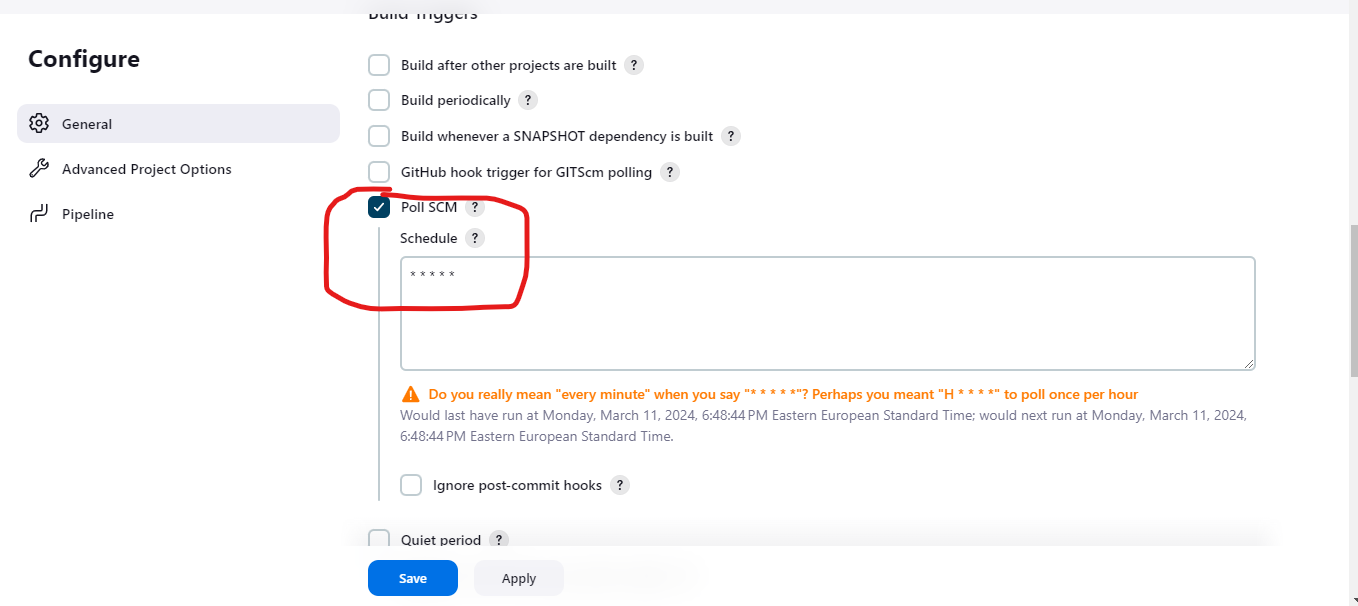 Build Triggers
Configure
Build after other projects are built ?
Build periodically ?
General
Build whenever a SNAPSHOT dependency is built ?
Advanced Project Options
GitHub hook trigger for GITScm polling ?
Pipeline
Poll SCM ?
Schedule ?
* * * * *
Do you really mean "every minute" when you say "* * * * *"? Perhaps you meant "H * * * *" to poll once per hour
Would last have run at Monday, March 11, 2024, 6:48:44 PM Eastern European Standard Time; would next run at Monday, March 11, 2024,
6:48:44 PM Eastern European Standard Time.
Ignore post-commit hooks ?
Quiet period ?
Save
Apply